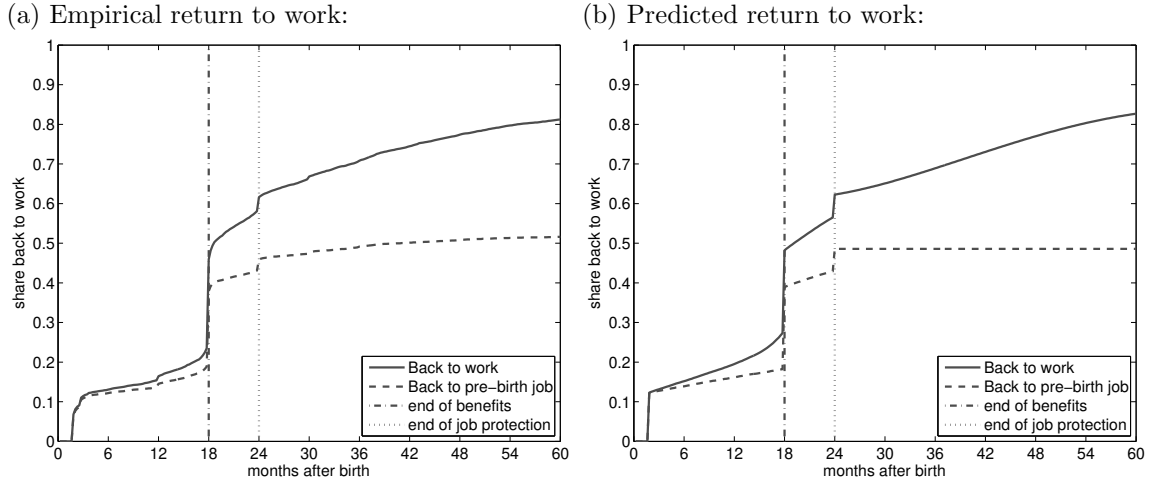 (a) Empirical return to work:
1
0.9
0.8
0.7
0.6
0.5
0.4
0.3
0.2
0.1
0
share back to work
0 6 12 18 24 30 36 42 48 54 60
months after birth
Back to work
Back to pre−birth job
end of benefits
end of job protection
(b) Predicted return to work:
1
0.9
0.8
0.7
0.6
0.5
0.4
0.3
0.2
0.1
0
share back to work
0 6 12 18 24 30 36 42 48 54 60
months after birth
Back to work
Back to pre−birth job
end of benefits
end of job protection